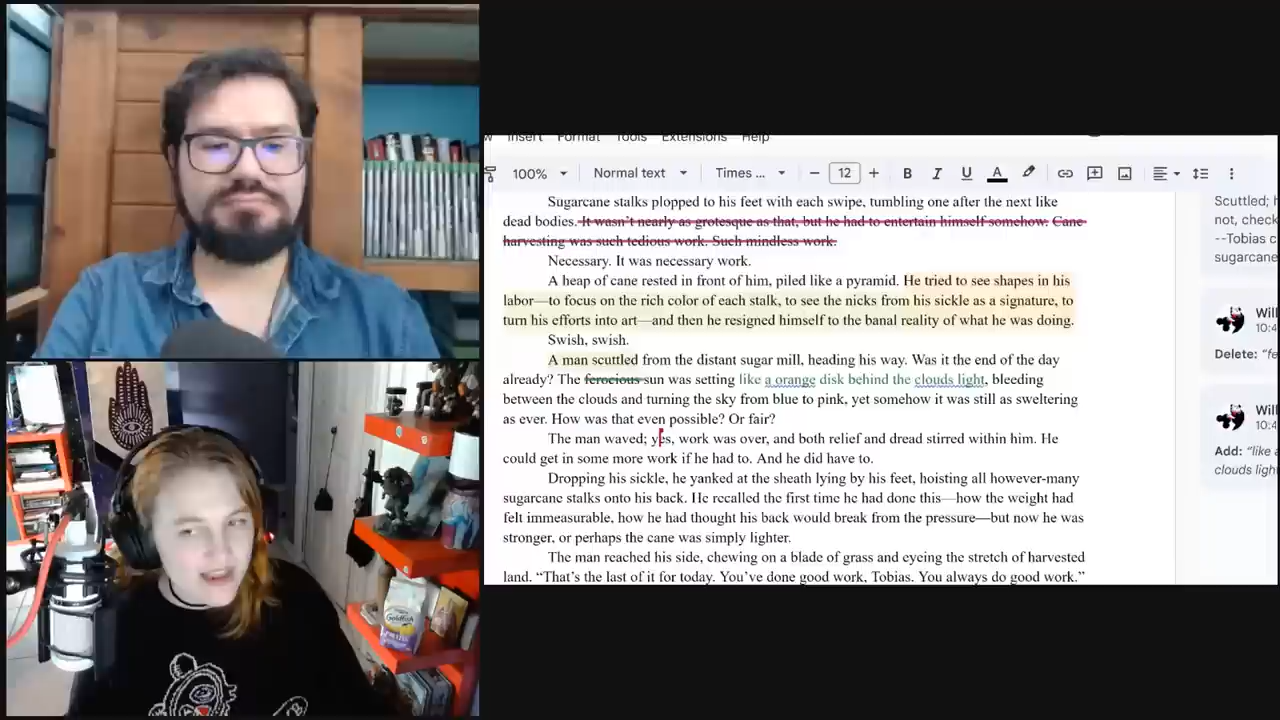 Insert Format Tools Extensions Help
100% Normal text Times ... − 12 + B I U A
Sugarcane stalks plopped to his feet with each swipe, tumbling one after the next like
dead bodies. It wasn't nearly as grotesque as that, but he had to entertain himself somehow. Cane
harvesting was such tedious work. Such mindless work.
Necessary. It was necessary work.
A heap of cane rested in front of him, piled like a pyramid. He tried to see shapes in his
labor—to focus on the rich color of each stalk, to see the nicks from his sickle as a signature, to
turn his efforts into art—and then he resigned himself to the banal reality of what he was doing.
Swish, swish.
A man scuttled from the distant sugar mill, heading his way. Was it the end of the day
already? The ferocious sun was setting like a orange disk behind the clouds light, bleeding
between the clouds and turning the sky from blue to pink, yet somehow it was still as sweltering
as ever. How was that even possible? Or fair?
The man waved; yes, work was over, and both relief and dread stirred within him. He
could get in some more work if he had to. And he did have to.
Dropping his sickle, he yanked at the sheath lying by his feet, hoisting all however-many
sugarcane stalks onto his back. He recalled the first time he had done this—how the weight had
felt immeasurable, how he had thought his back would break from the pressure—but now he was
stronger, or perhaps the cane was simply lighter.
The man reached his side, chewing on a blade of grass and eyeing the stretch of harvested
land. “That’s the last of it for today. You’ve done good work, Tobias. You always do good work.”
Scuttled;
not, check
--Tobias
sugarcane
Will
10:4
Delete: "fe
Will
10:4
Add: "like a
clouds ligh
Goldfish